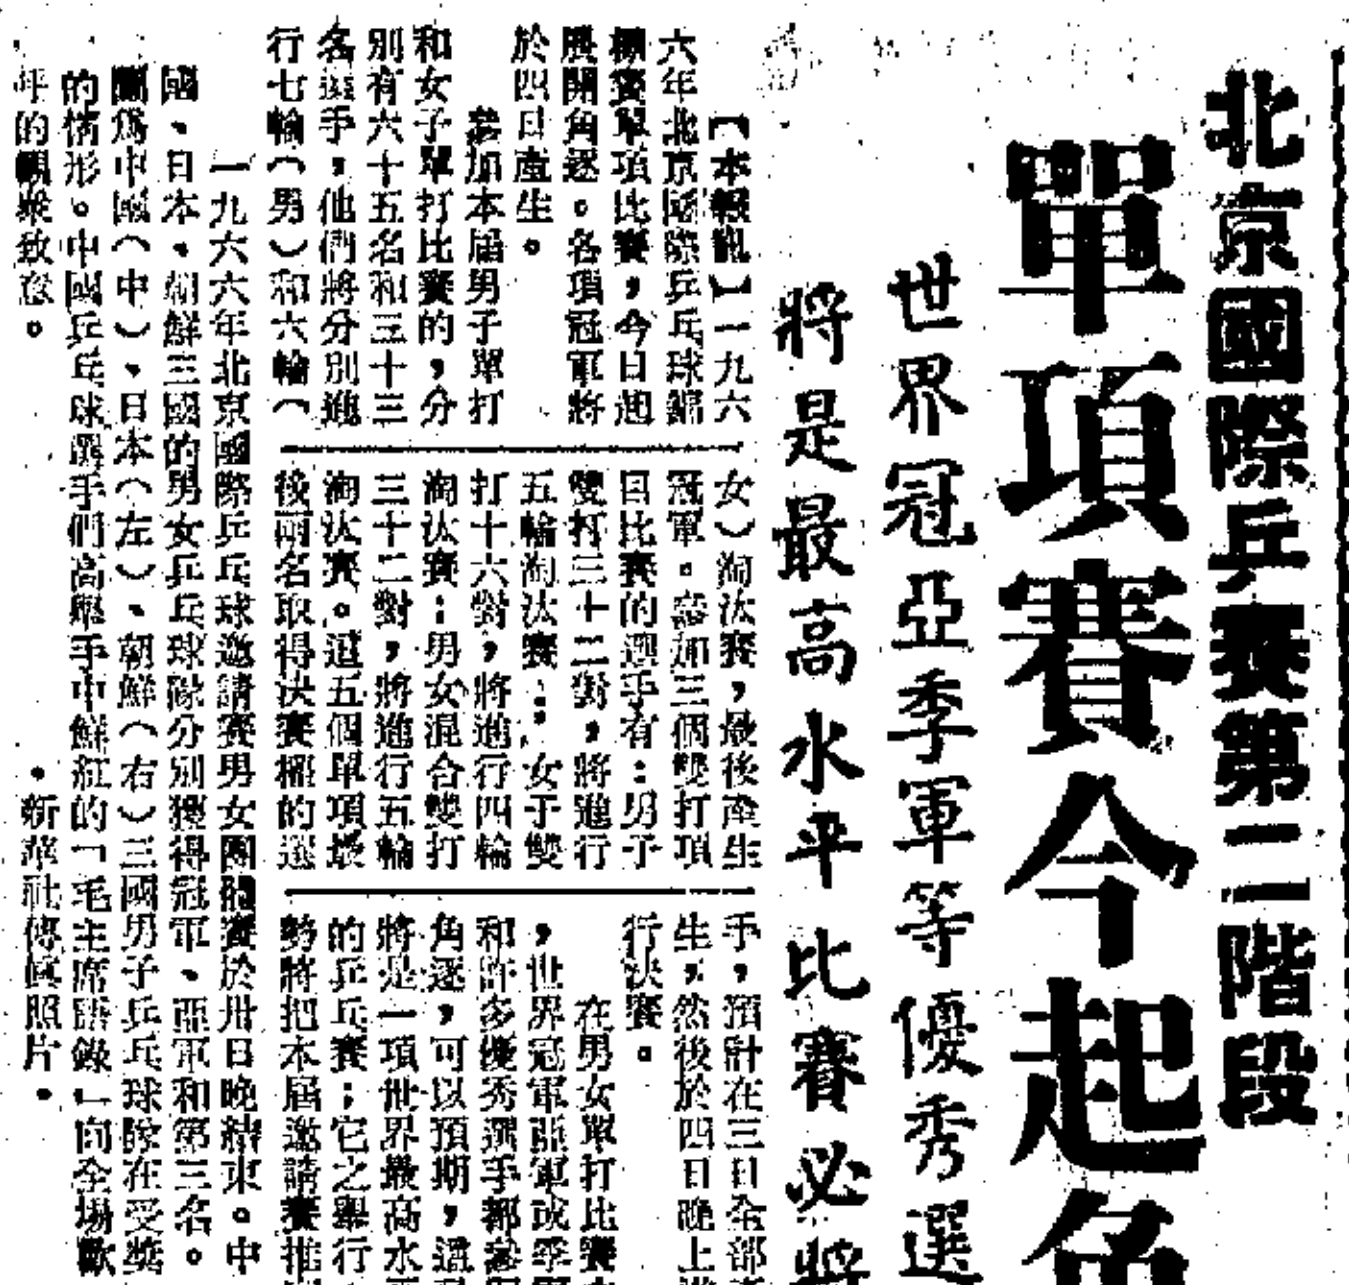 北京國際乒賽第二階段
單項賽今起角
世界冠亞季軍等優秀選
將是最高水平比賽必將
【本報訊】一九六
六年北京國際乒乓球錦
標賽單項比賽，今日起
展開角逐。各項冠軍將
於四日產生。
參加本屆男子單打
和女子單打比賽的，分
別有六十五名和三十三
名選手，他們將分別進
行七輪（男）和六輪（
女）淘汰賽，最後產生
冠軍。參加三個雙打項
目比賽的選手有：男子
雙打三十二對，將進行
五輪淘汰賽；女子雙
打十六對，將進行四輪
淘汰賽；男女混合雙打
三十二對，將進行五輪
淘汰賽。這五個單項最
後兩名取得決賽權的選
手，預計在三日全部產
生，然後於四日晚上進
行決賽。
在男女單打比賽
，世界冠軍亞軍或季軍
和許多優秀選手都參
角逐，可以預期，這
將是一項世界最高水
的乒乓賽；它之舉行，
勢將把本屆邀請賽推
一九六六年北京國際乒乓球邀請賽男女團體賽於卅日晚結束。中
國、日本、朝鮮三國的男女乒乓球隊分別獲得冠軍、亞軍和第三名。
圖爲中國（中）、日本（左）、朝鮮（右）三國男子乒乓球隊在受獎
的情形。中國乒乓球選手們高舉手中鮮紅的「毛主席語錄」向全場歡
呼的觀衆致意。
・新華社傳真照片・